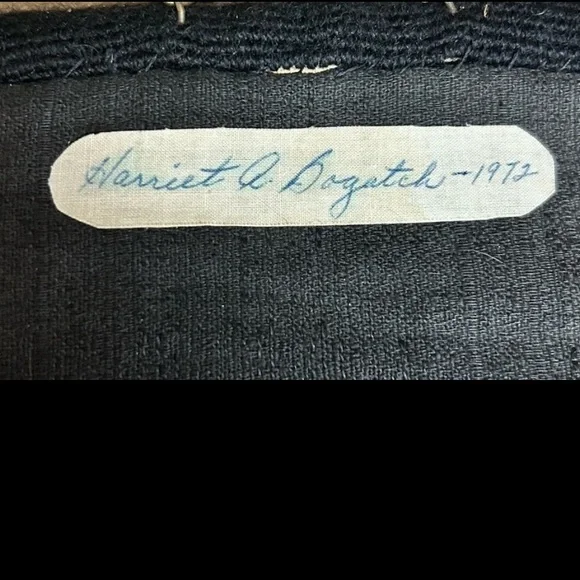 Harriet A. Bogatch - 1972